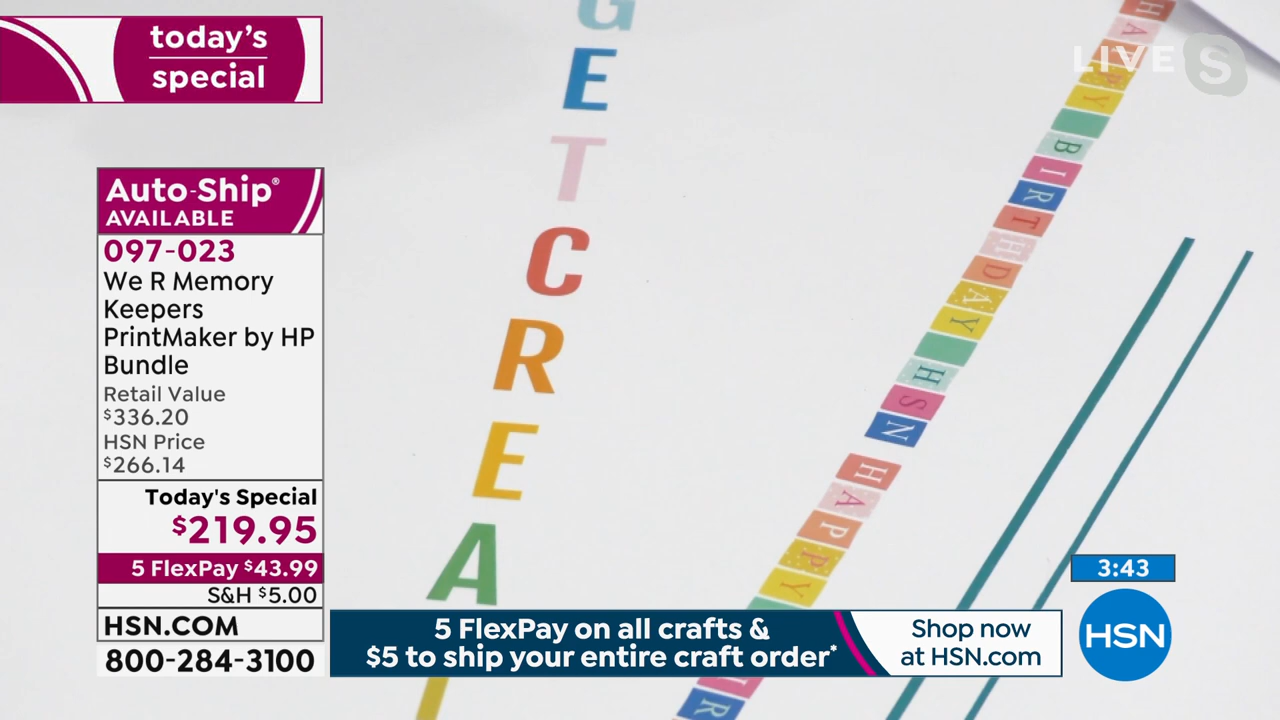 today's
special
LIVE S
Auto-Ship®
AVAILABLE
097-023
We R Memory
Keepers
PrintMaker by HP
Bundle
Retail Value
$336.20
HSN Price
$266.14
Today's Special
$219.95
5 FlexPay $43.99
S&H $5.00
HSN.COM
800-284-3100
G
E
T
C
R
E
A
HAPPY BIRTHDAY HSN
HAPPY
IR
3:43
5 FlexPay on all crafts &
$5 to ship your entire craft order*
Shop now
at HSN.com
HSN